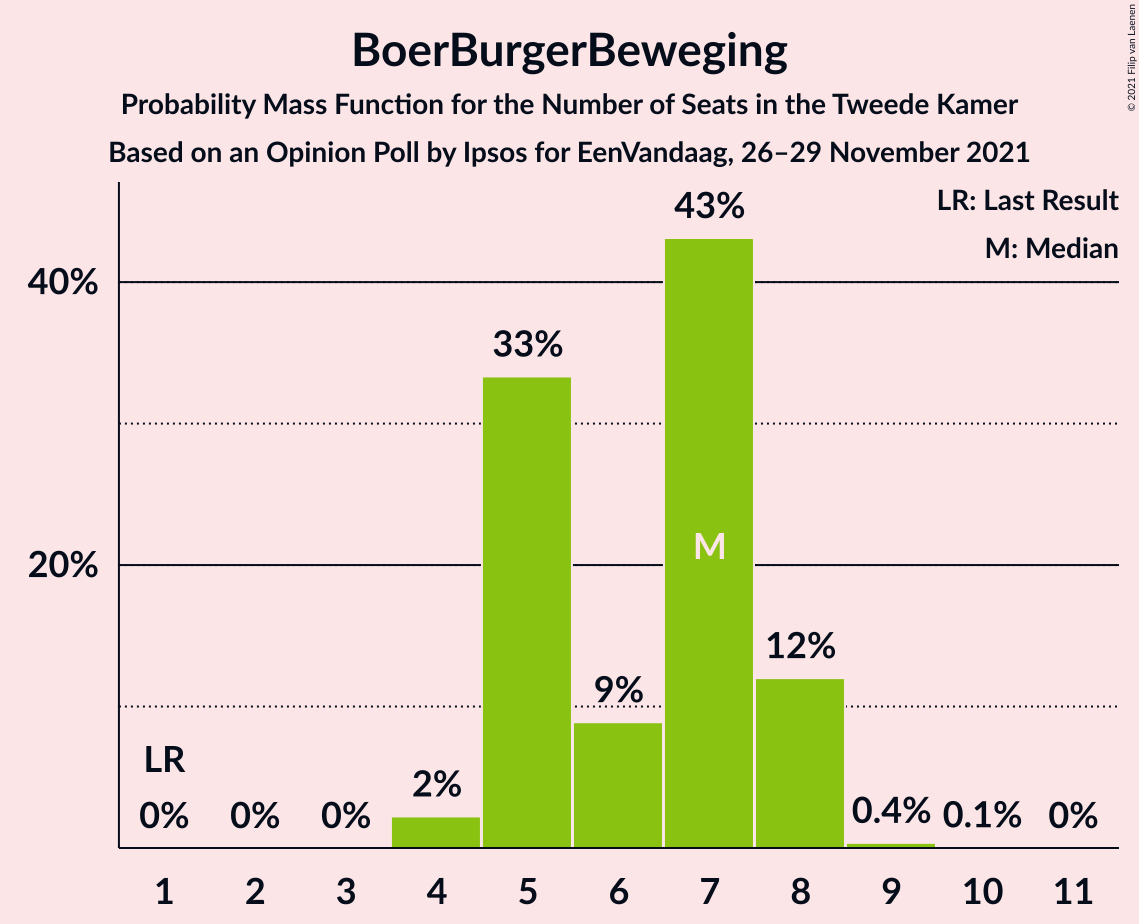 BoerBurgerBeweging
Probability Mass Function for the Number of Seats in the Tweede Kamer
Based on an Opinion Poll by Ipsos for EenVandaag, 26–29 November 2021
© 2021 Filip van Laenen
LR: Last Result
M: Median
43%
40%
33%
M
20%
12%
9%
LR
2%
0% 0% 0% 0.4% 0.1% 0%
1 2 3 4 5 6 7 8 9 10 11